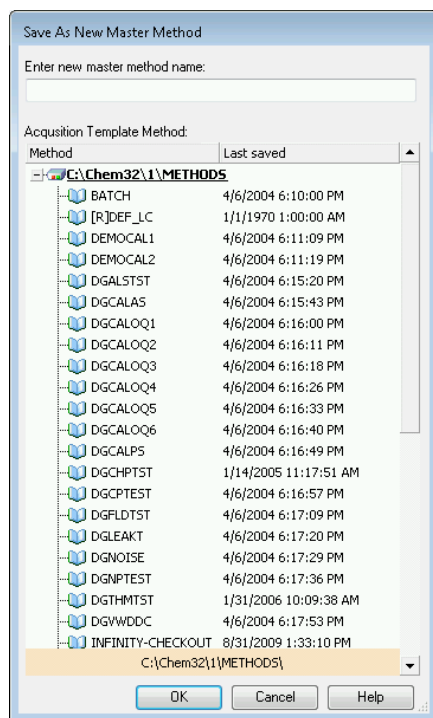 Save As New Master Method
Enter new master method name:
Acqusition Template Method:
Method Last saved
C:\Chem32\1\METHODS
BATCH 4/6/2004 6:10:00 PM
[R]DEF_LC 1/1/1970 1:00:00 AM
DEMOCAL1 4/6/2004 6:11:09 PM
DEMOCAL2 4/6/2004 6:11:19 PM
DGALSTST 4/6/2004 6:15:20 PM
DGCALAS 4/6/2004 6:15:43 PM
DGCALOQ1 4/6/2004 6:16:00 PM
DGCALOQ2 4/6/2004 6:16:11 PM
DGCALOQ3 4/6/2004 6:16:18 PM
DGCALOQ4 4/6/2004 6:16:26 PM
DGCALOQ5 4/6/2004 6:16:33 PM
DGCALOQ6 4/6/2004 6:16:40 PM
DGCALPS 4/6/2004 6:16:49 PM
DGCHPTST 1/14/2005 11:17:51 AM
DGCPTEST 4/6/2004 6:16:57 PM
DGFLDTST 4/6/2004 6:17:09 PM
DGLEAKT 4/6/2004 6:17:20 PM
DGNOISE 4/6/2004 6:17:29 PM
DGNPTEST 4/6/2004 6:17:36 PM
DGTHMTST 1/31/2006 10:09:38 AM
DGVWDDC 4/6/2004 6:17:53 PM
INFINITY-CHECKOUT 8/31/2009 1:33:10 PM
C:\Chem32\1\METHODS\
OK Cancel Help